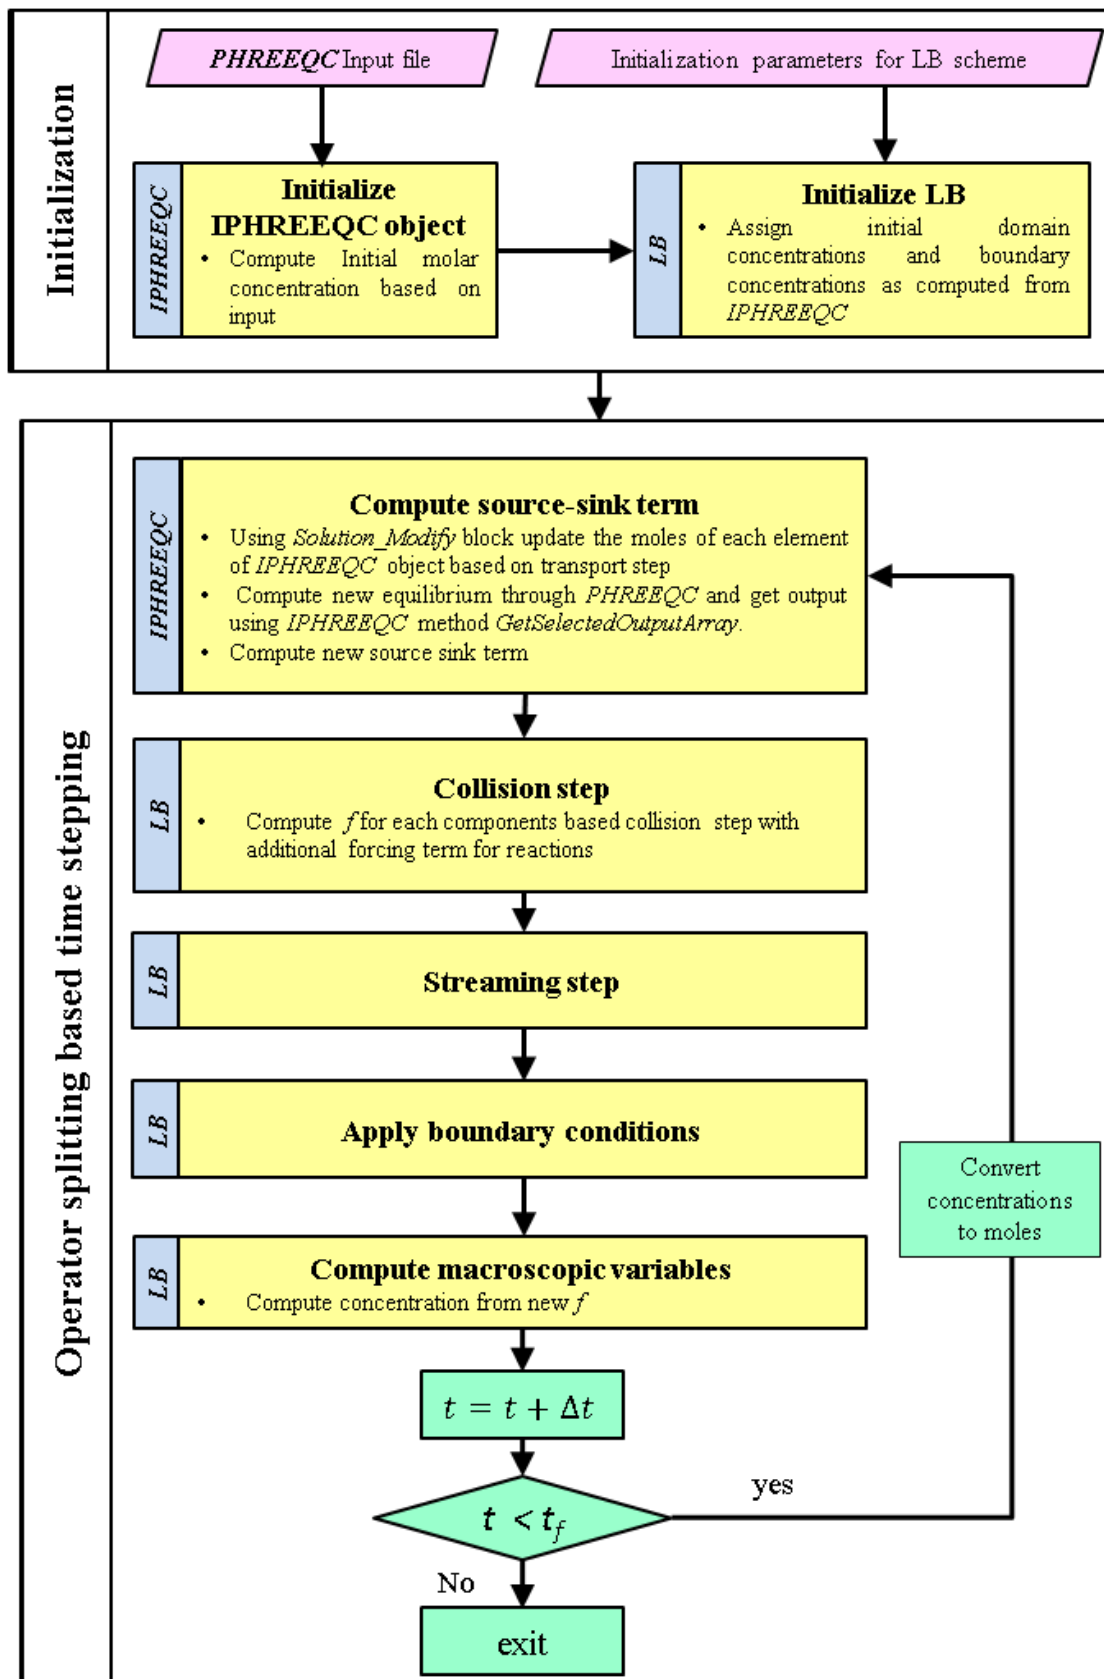 Initialization
PHREEQC Input file
Initialization parameters for LB scheme
IPHREEQC
Initialize
IPHREEQC object
• Compute Initial molar
concentration based on
input
LB
Initialize LB
• Assign initial domain
concentrations and boundary
concentrations as computed from
IPHREEQC
Operator splitting based time stepping
IPHREEQC
Compute source-sink term
• Using Solution_Modify block update the moles of each element
of IPHREEQC object based on transport step
• Compute new equilibrium through PHREEQC and get output
using IPHREEQC method GetSelectedOutputArray.
• Compute new source sink term
LB
Collision step
• Compute f for each components based collision step with
additional forcing term for reactions
LB
Streaming step
LB
Apply boundary conditions
Convert
concentrations
to moles
LB
Compute macroscopic variables
• Compute concentration from new f
t = t + Δt
yes
t < t_f
No
exit